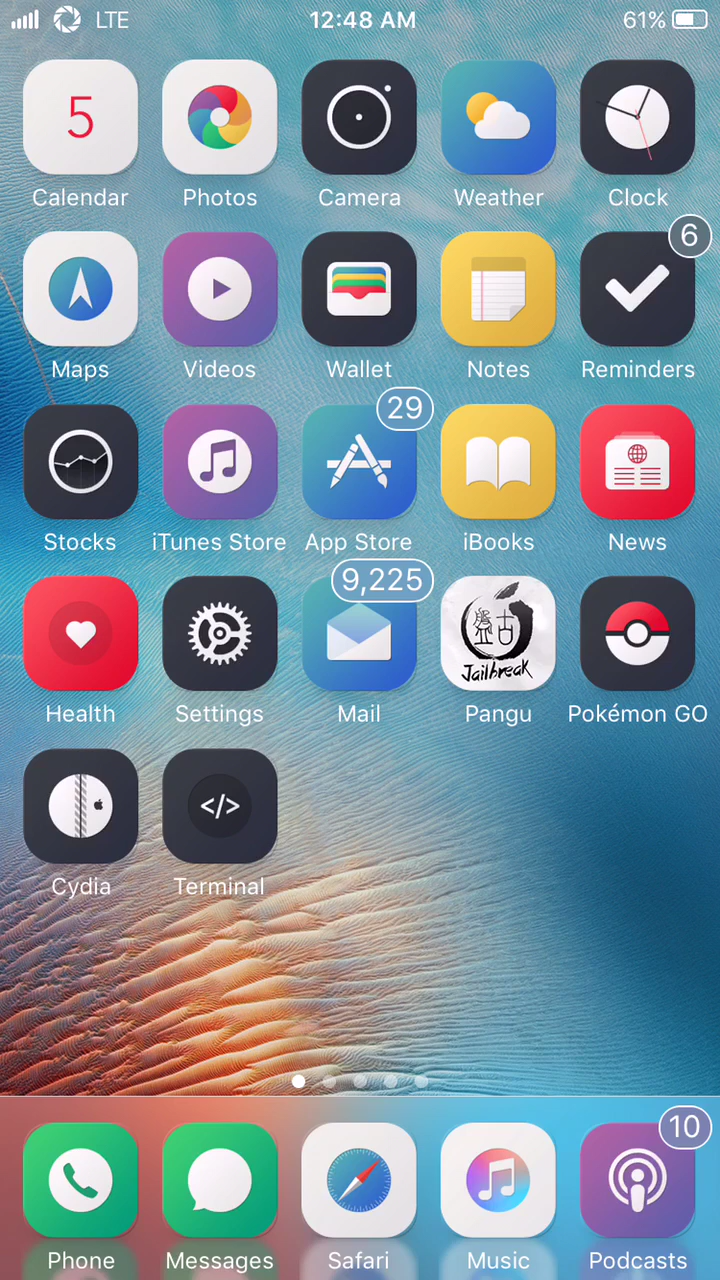 LTE 12:48 AM 61%
5
Calendar Photos Camera Weather Clock
6
Maps Videos Wallet Notes Reminders
29
Stocks iTunes Store App Store iBooks News
9,225
盤古
Jailbreak
Health Settings Mail Pangu Pokémon GO
</>
Cydia Terminal
10
Phone Messages Safari Music Podcasts